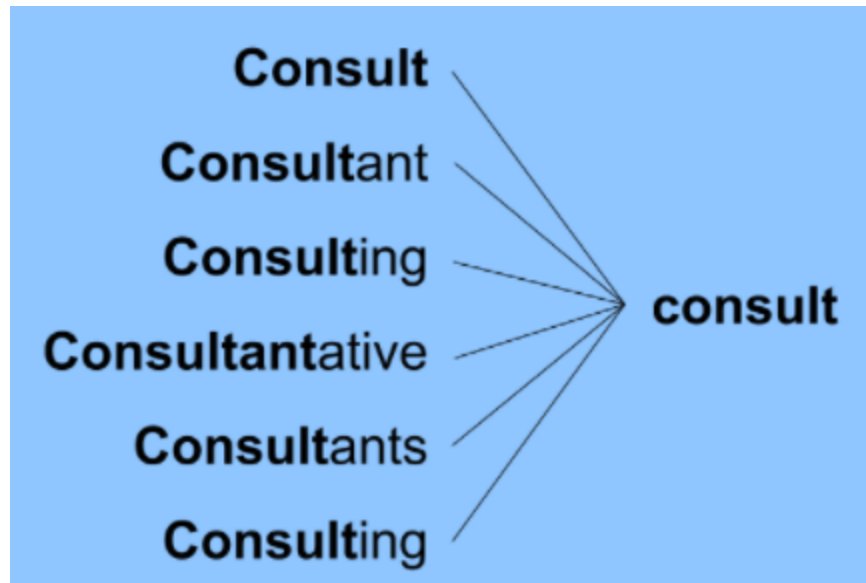 Consult
Consultant
Consulting
consult
Consultantative
Consultants
Consulting